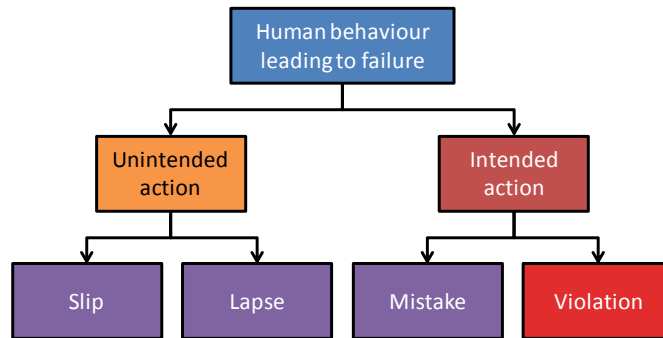 Human behaviour
leading to failure
Unintended
action
Intended
action
Slip
Lapse
Mistake
Violation